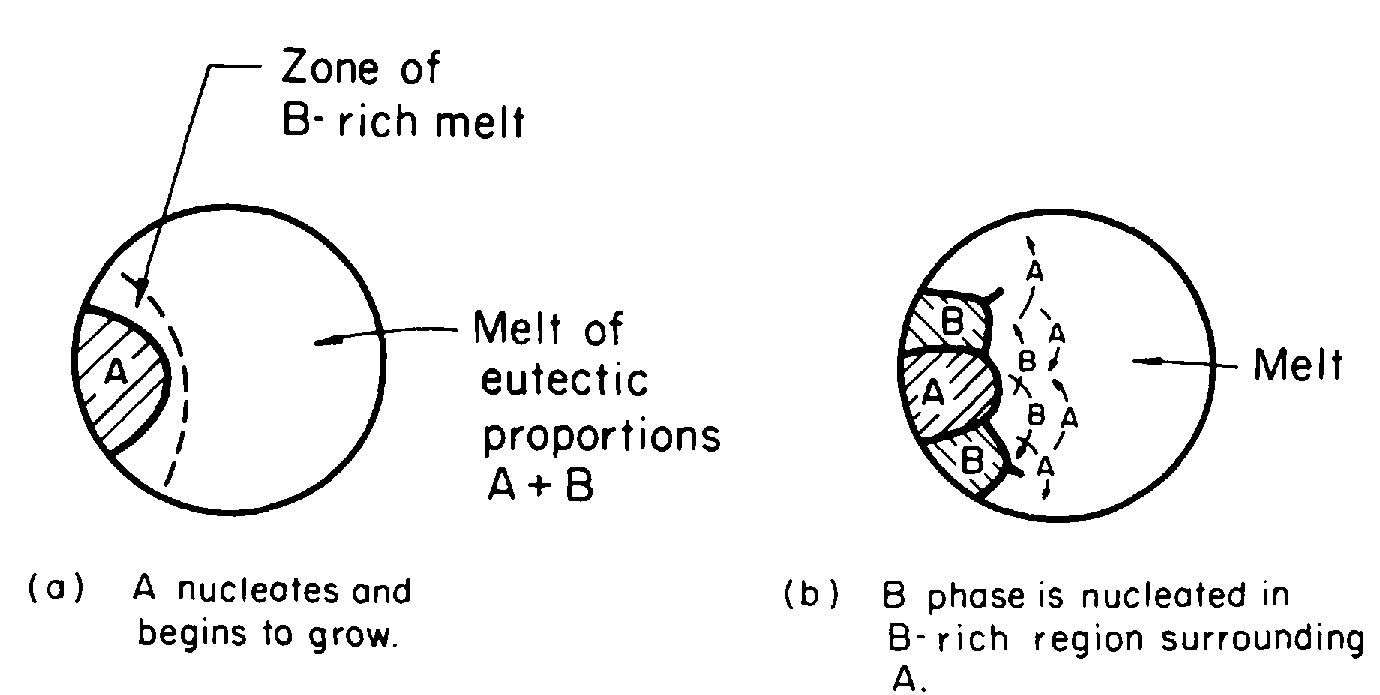 Zone of
B-rich melt
A
Melt of
eutectic
proportions
A + B
(a) A nucleates and
begins to grow.
A
B
A
B
A
B
B
A
A
Melt
(b) B phase is nucleated in
B-rich region surrounding
A.